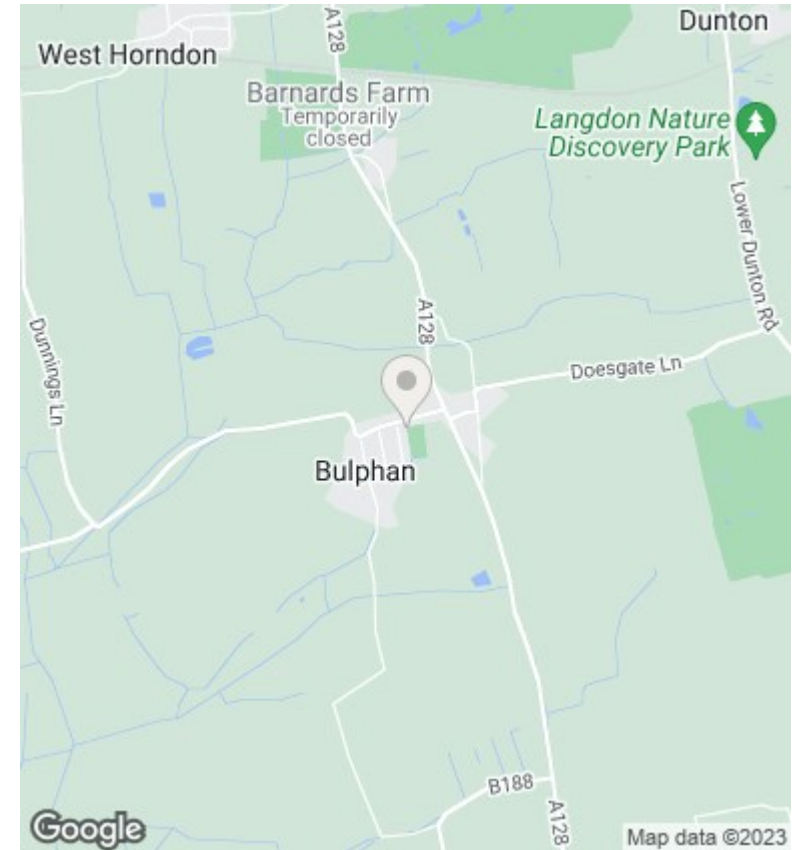 A128
Dunton
West Horndon
Barnards Farm
Temporarily
closed
Langdon Nature
Discovery Park
Lower Dunton Rd
A128
Dunnings Ln
Doesgate Ln
Bulphan
B188
A128
Google
Map data ©2023